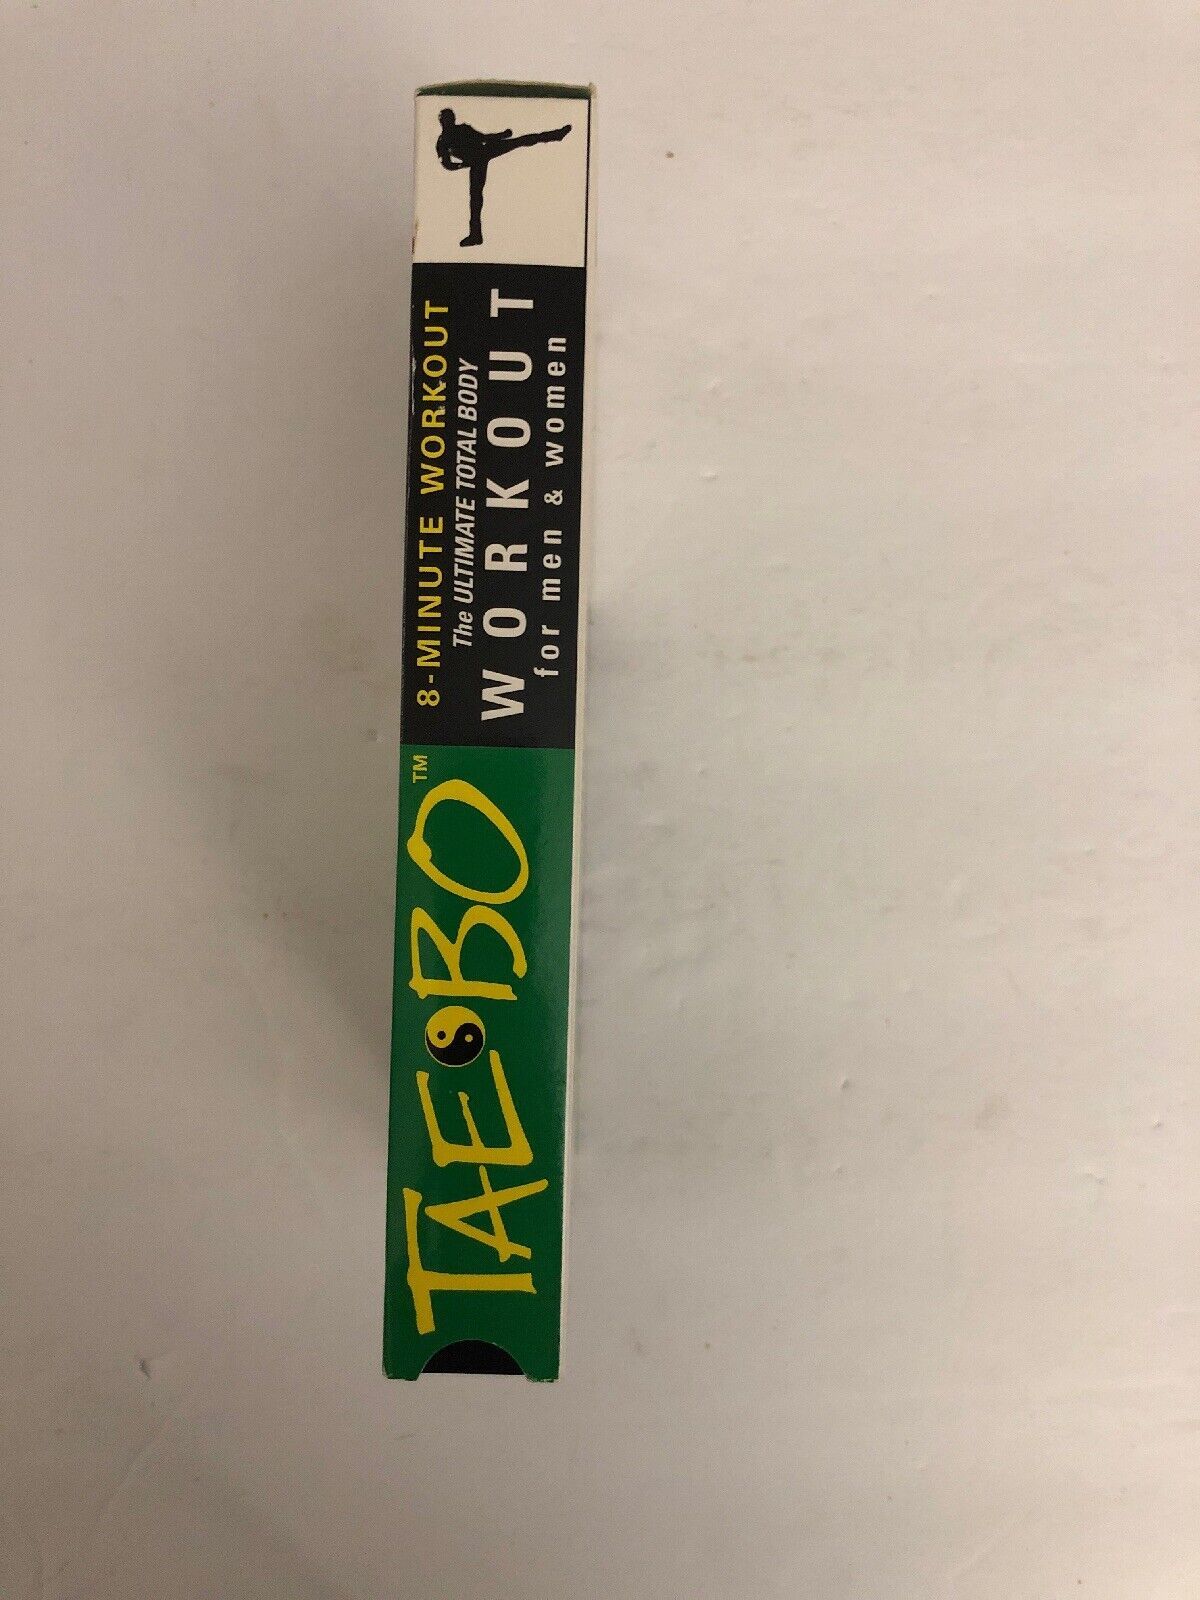 TAE BO™
8-MINUTE WORKOUT
The ULTIMATE TOTAL BODY
WORKOUT
for men & women